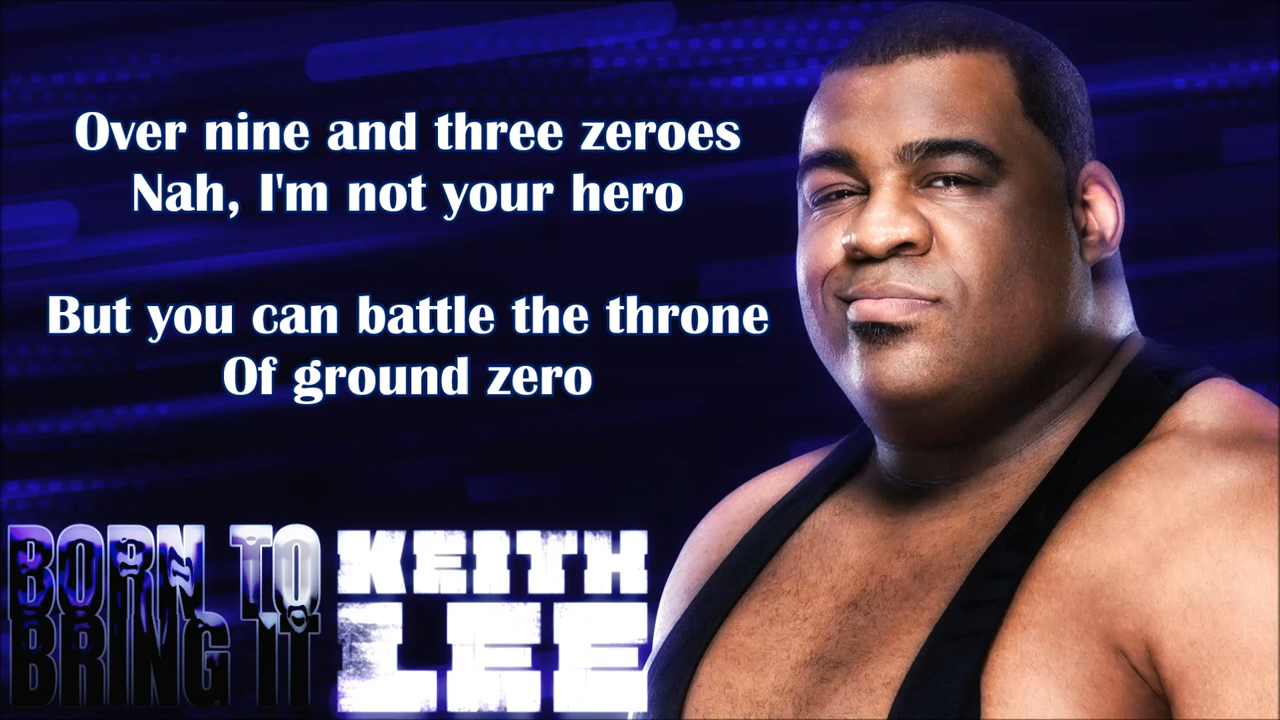 Over nine and three zeroes
Nah, I'm not your hero
But you can battle the throne
Of ground zero
BORN TO
BRING IT
KEITH
LEE